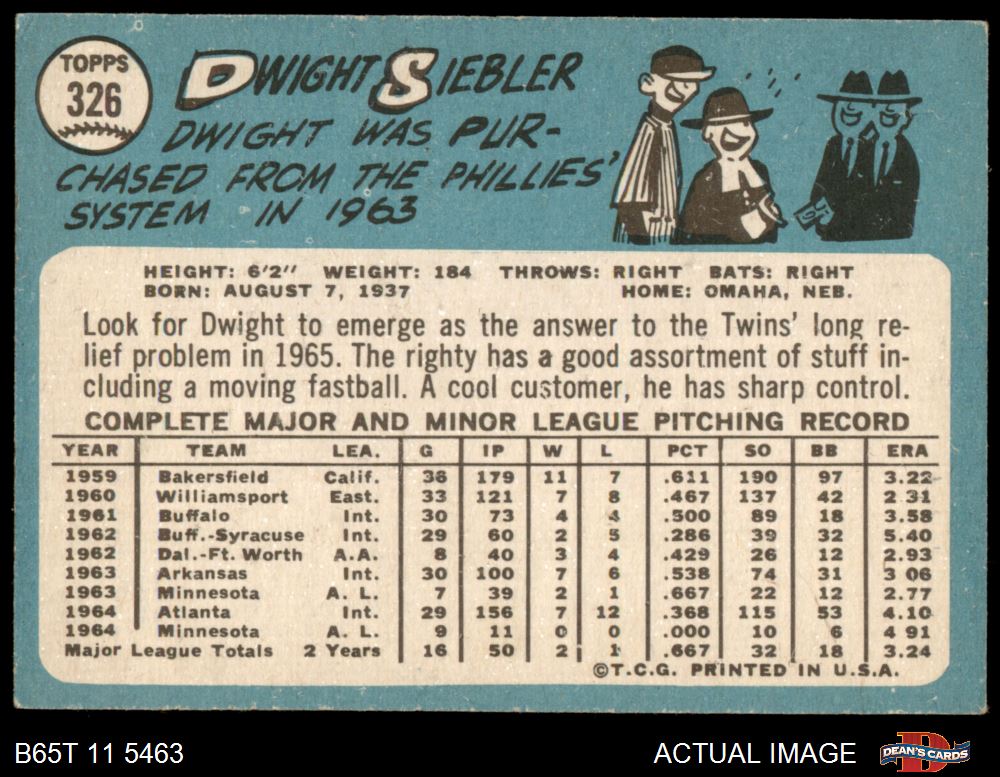 TOPPS
326
DWIGHT SIEBLER
DWIGHT WAS PUR-
CHASED FROM THE PHILLIES'
SYSTEM IN 1963
HEIGHT: 6'2" WEIGHT: 184 THROWS: RIGHT BATS: RIGHT
BORN: AUGUST 7, 1937 HOME: OMAHA, NEB.
Look for Dwight to emerge as the answer to the Twins' long re-
lief problem in 1965. The righty has a good assortment of stuff in-
cluding a moving fastball. A cool customer, he has sharp control.
COMPLETE MAJOR AND MINOR LEAGUE PITCHING RECORD
YEAR TEAM LEA. G IP W L PCT SO BB ERA
1959 Bakersfield Calif. 36 179 11 7 .611 190 97 3.22
1960 Williamsport East. 33 121 7 8 .467 137 42 2.31
1961 Buffalo Int. 30 73 4 4 .500 89 18 3.58
1962 Buff.-Syracuse Int. 29 60 2 5 .286 39 32 5.40
1962 Dal.-Ft. Worth A.A. 8 40 3 4 .429 26 12 2.93
1963 Arkansas Int. 30 100 7 6 .538 74 31 3 06
1963 Minnesota A. L. 7 39 2 1 .667 22 12 2.77
1964 Atlanta Int. 29 156 7 12 .368 115 53 4.10
1964 Minnesota A. L. 9 11 0 0 .000 10 6 4 91
Major League Totals 2 Years 16 50 2 1 .667 32 18 3.24
©T.C.G. PRINTED IN U.S.A.
B65T 11 5463 ACTUAL IMAGE DEAN'S CARDS